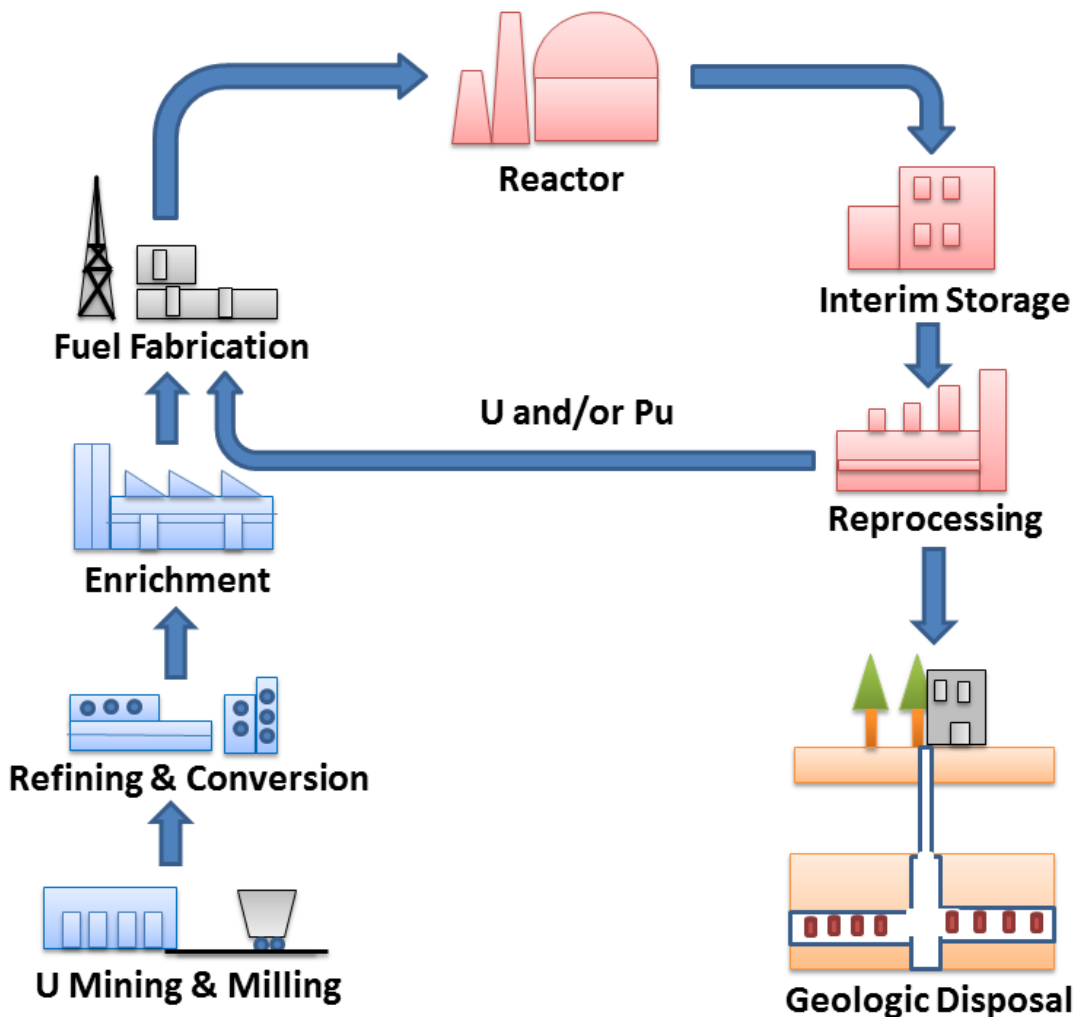 Reactor
Interim Storage
Fuel Fabrication
U and/or Pu
Reprocessing
Enrichment
Refining & Conversion
U Mining & Milling
Geologic Disposal